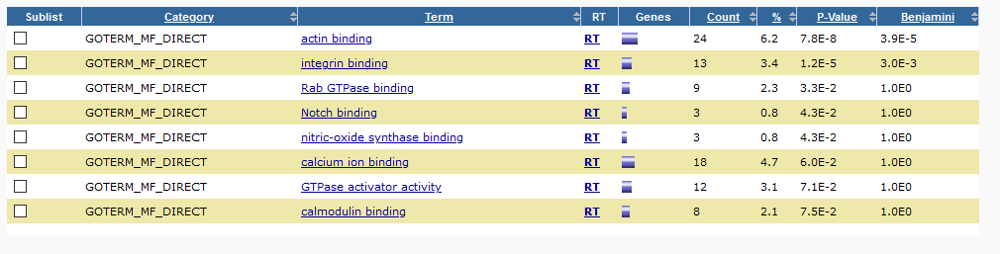 Sublist Category Term RT Genes Count % P-Value Benjamini
GOTERM_MF_DIRECT actin binding RT 24 6.2 7.8E-8 3.9E-5
GOTERM_MF_DIRECT integrin binding RT 13 3.4 1.2E-5 3.0E-3
GOTERM_MF_DIRECT Rab GTPase binding RT 9 2.3 3.3E-2 1.0E0
GOTERM_MF_DIRECT Notch binding RT 3 0.8 4.3E-2 1.0E0
GOTERM_MF_DIRECT nitric-oxide synthase binding RT 3 0.8 4.3E-2 1.0E0
GOTERM_MF_DIRECT calcium ion binding RT 18 4.7 6.0E-2 1.0E0
GOTERM_MF_DIRECT GTPase activator activity RT 12 3.1 7.1E-2 1.0E0
GOTERM_MF_DIRECT calmodulin binding RT 8 2.1 7.5E-2 1.0E0